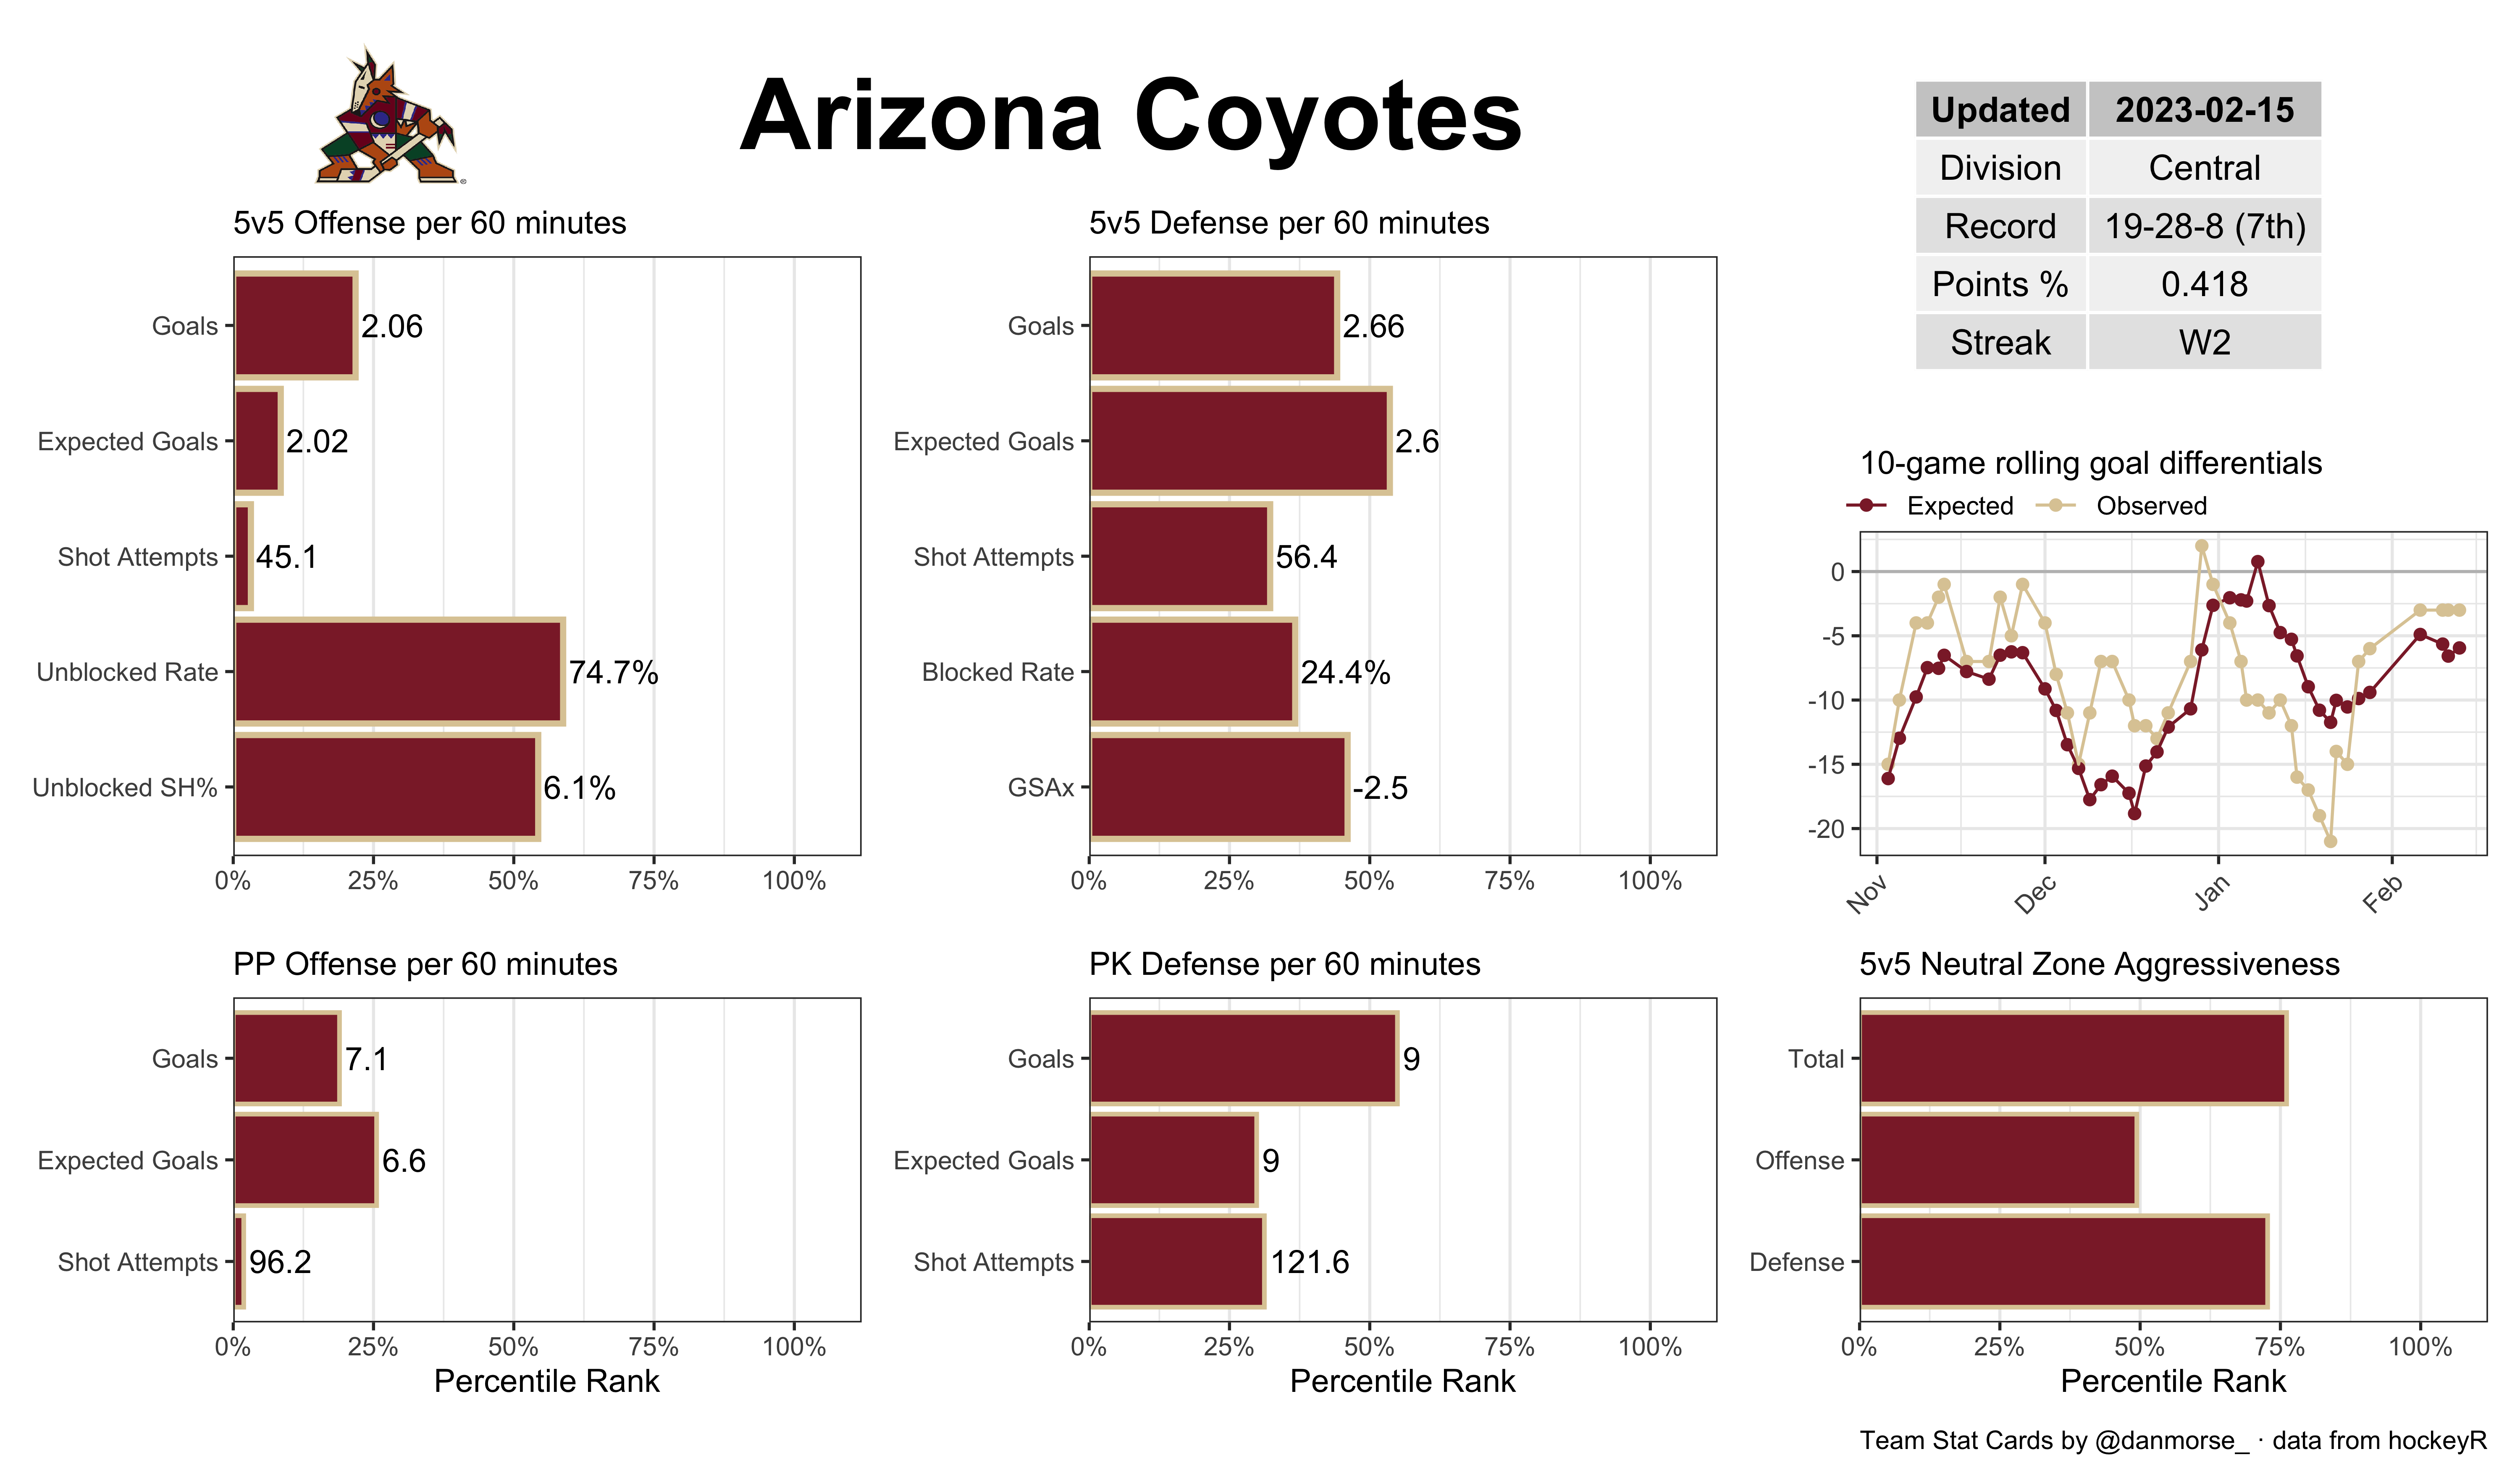 Arizona Coyotes
Updated 2023-02-15
Division Central
Record 19-28-8 (7th)
Points % 0.418
Streak W2
5v5 Offense per 60 minutes
Goals 2.06
Expected Goals 2.02
Shot Attempts 45.1
Unblocked Rate 74.7%
Unblocked SH% 6.1%
0% 25% 50% 75% 100%
5v5 Defense per 60 minutes
Goals 2.66
Expected Goals 2.6
Shot Attempts 56.4
Blocked Rate 24.4%
GSAx -2.5
0% 25% 50% 75% 100%
10-game rolling goal differentials
Expected Observed
0
-5
-10
-15
-20
Nov Dec Jan Feb
PP Offense per 60 minutes
Goals 7.1
Expected Goals 6.6
Shot Attempts 96.2
0% 25% 50% 75% 100%
Percentile Rank
PK Defense per 60 minutes
Goals 9
Expected Goals 9
Shot Attempts 121.6
0% 25% 50% 75% 100%
Percentile Rank
5v5 Neutral Zone Aggressiveness
Total
Offense
Defense
0% 25% 50% 75% 100%
Percentile Rank
Team Stat Cards by @danmorse_ · data from hockeyR